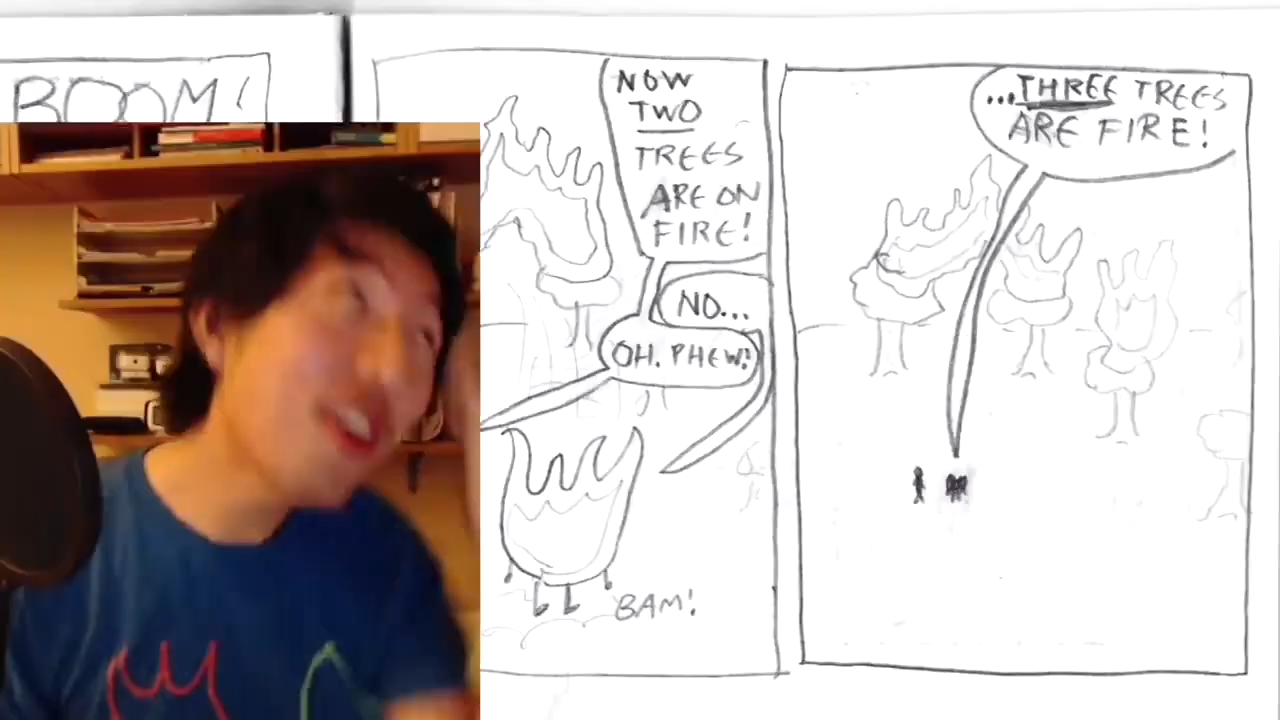 BOOM!
NOW
TWO
TREES
ARE ON
FIRE!
NO...
OH. PHEW!
BAM!
...THREE TREES
ARE FIRE!